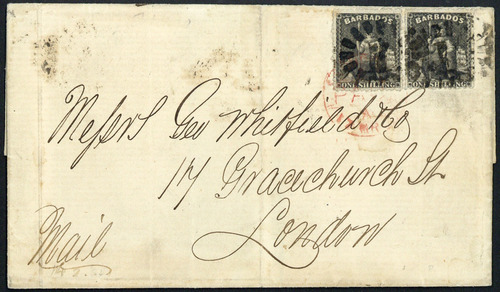 BARBADOS BARBADOS
ONE SHILLING ONE SHILLING
Messrs Geo Whitfield & Co
17 Gracechurch St
London
Mail